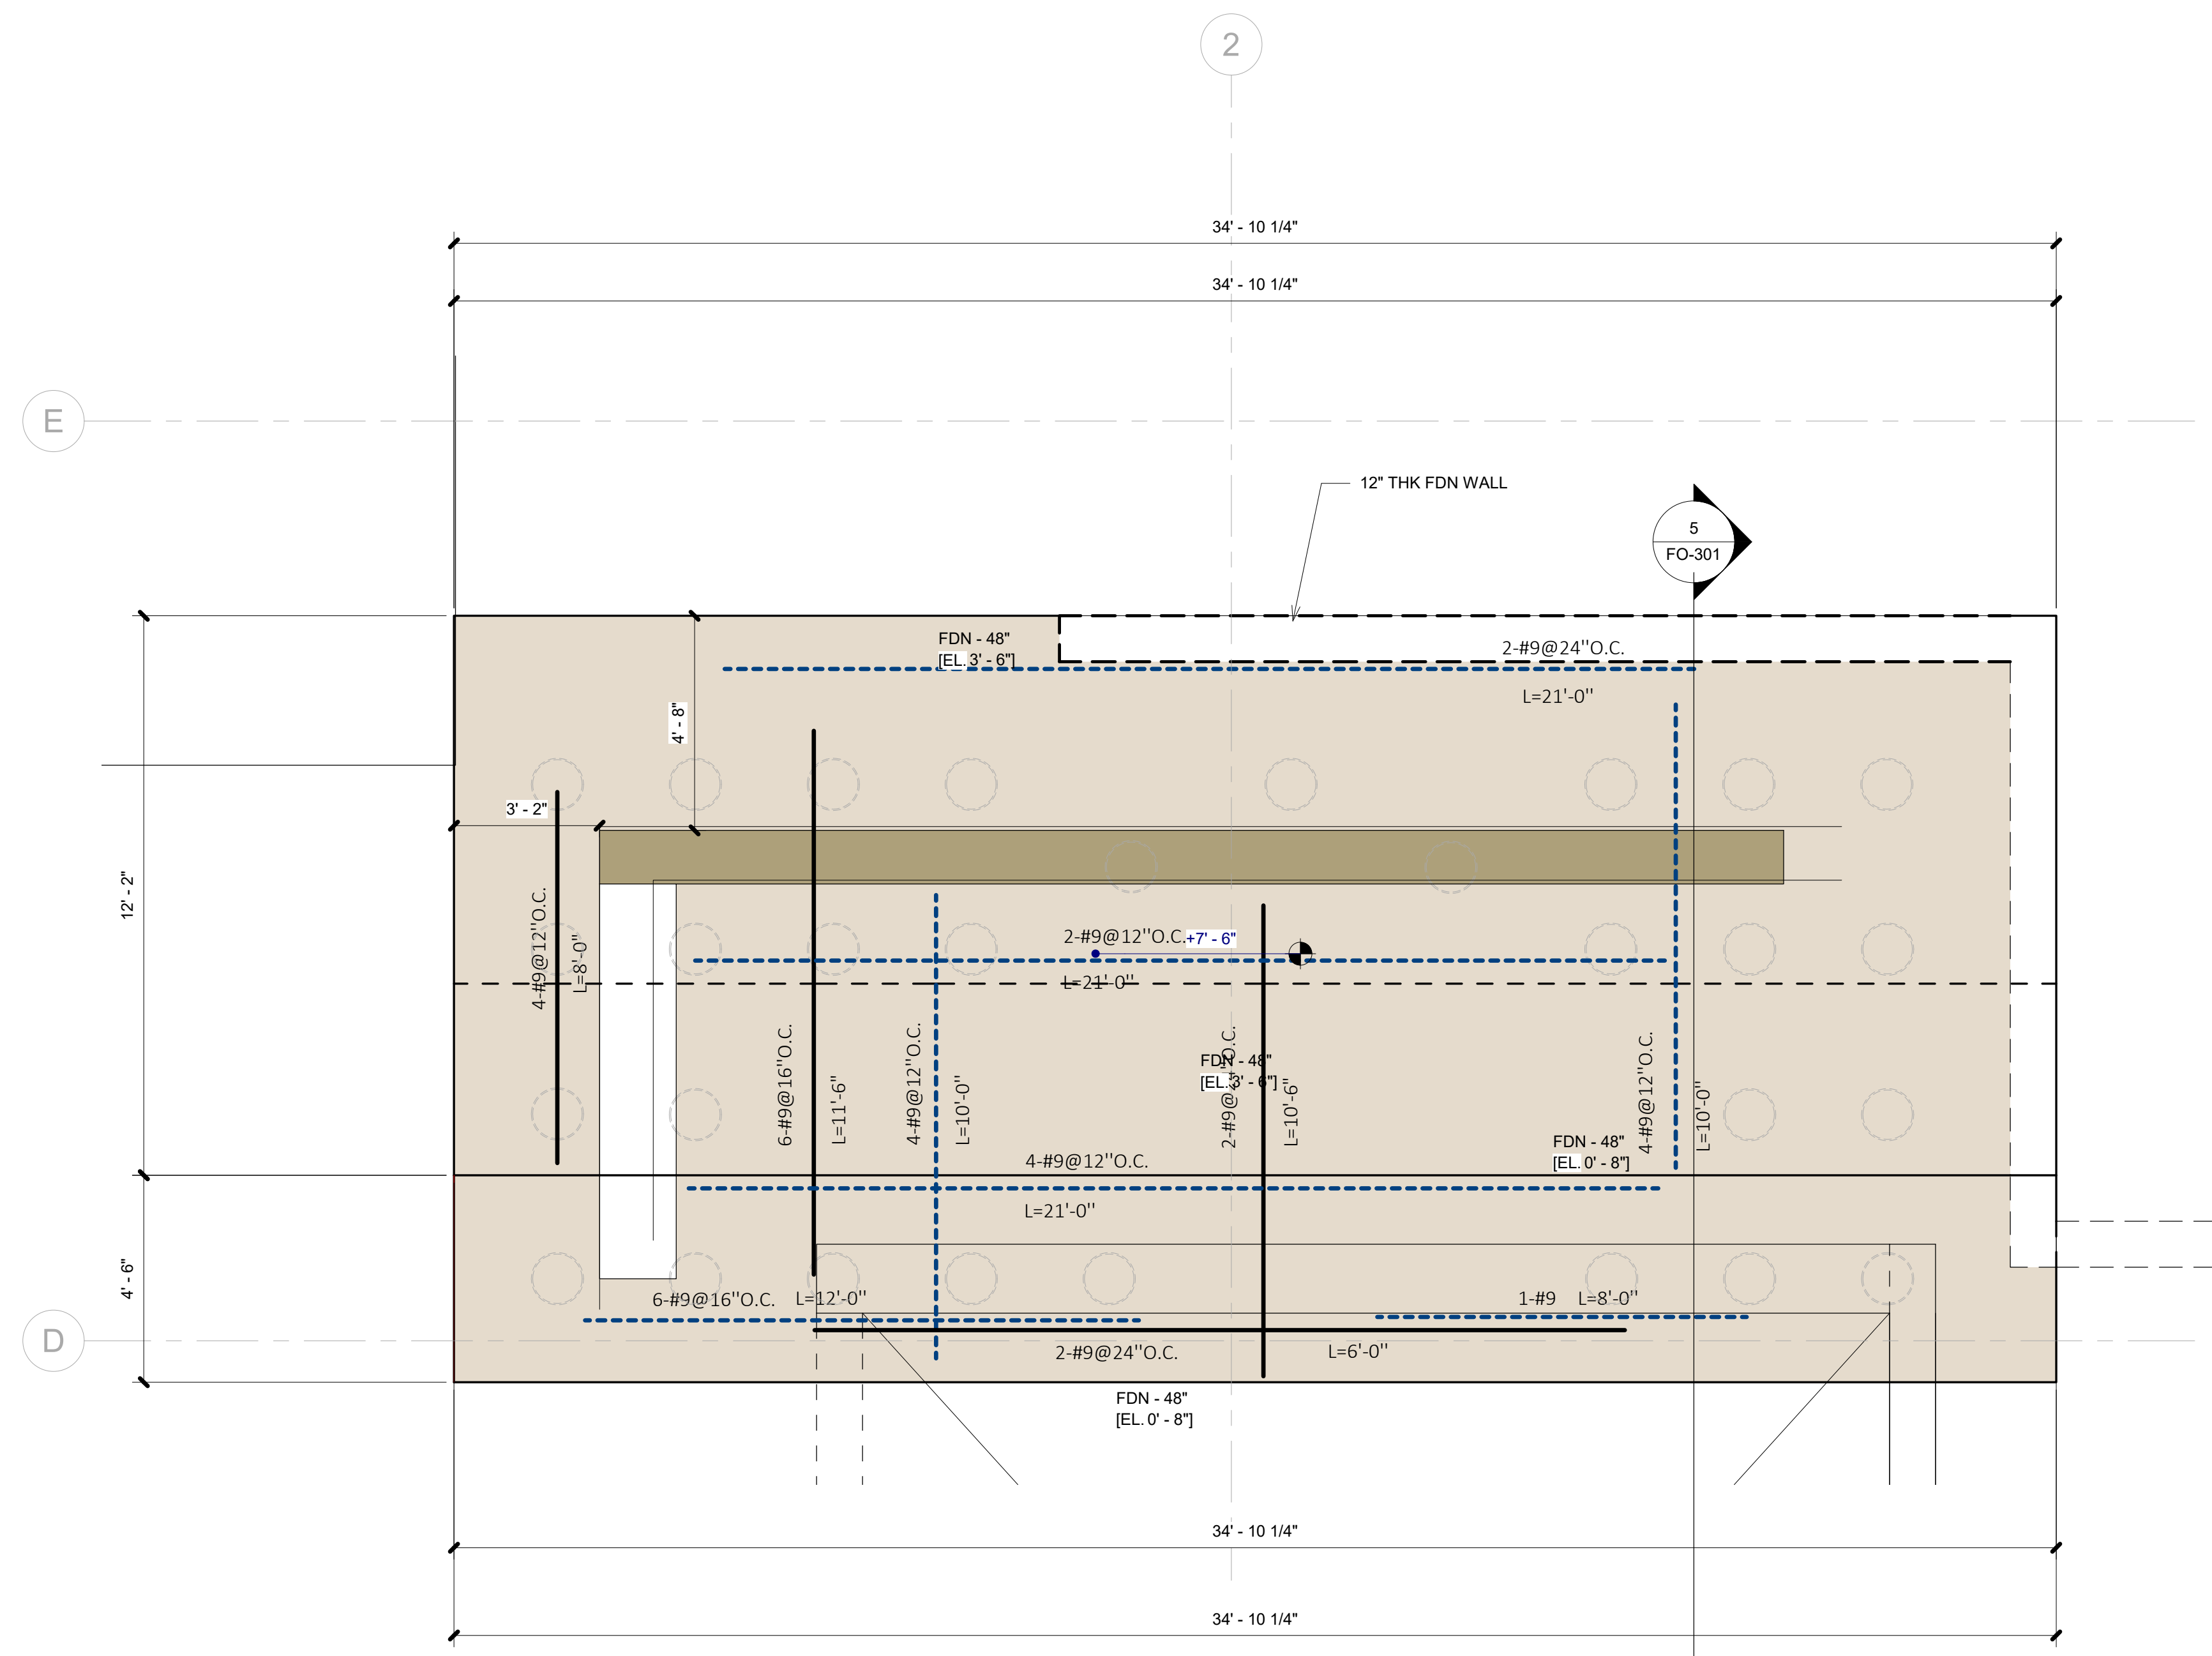 2
34' - 10 1/4"
34' - 10 1/4"
E
12" THK FDN WALL
5
FO-301
FDN - 48"
[EL. 3' - 6"]
2-#9@24"O.C.
L=21'-0"
4' - 8"
3' - 2"
12' - 2"
4-#9@12"O.C.
L=8'-0"
2-#9@12"O.C.
+7' - 6"
L=21'-0"
6-#9@16"O.C.
L=11'-6"
4-#9@12"O.C.
L=10'-0"
FDN - 48"
[EL. 3' - 6"]
L=10'-6"
4-#9@12"O.C.
L=10'-0"
FDN - 48"
[EL. 0' - 8"]
4-#9@12"O.C.
L=21'-0"
4' - 6"
6-#9@16"O.C.
L=12'-0"
1-#9
L=8'-0"
D
2-#9@24"O.C.
L=6'-0"
FDN - 48"
[EL. 0' - 8"]
34' - 10 1/4"
34' - 10 1/4"